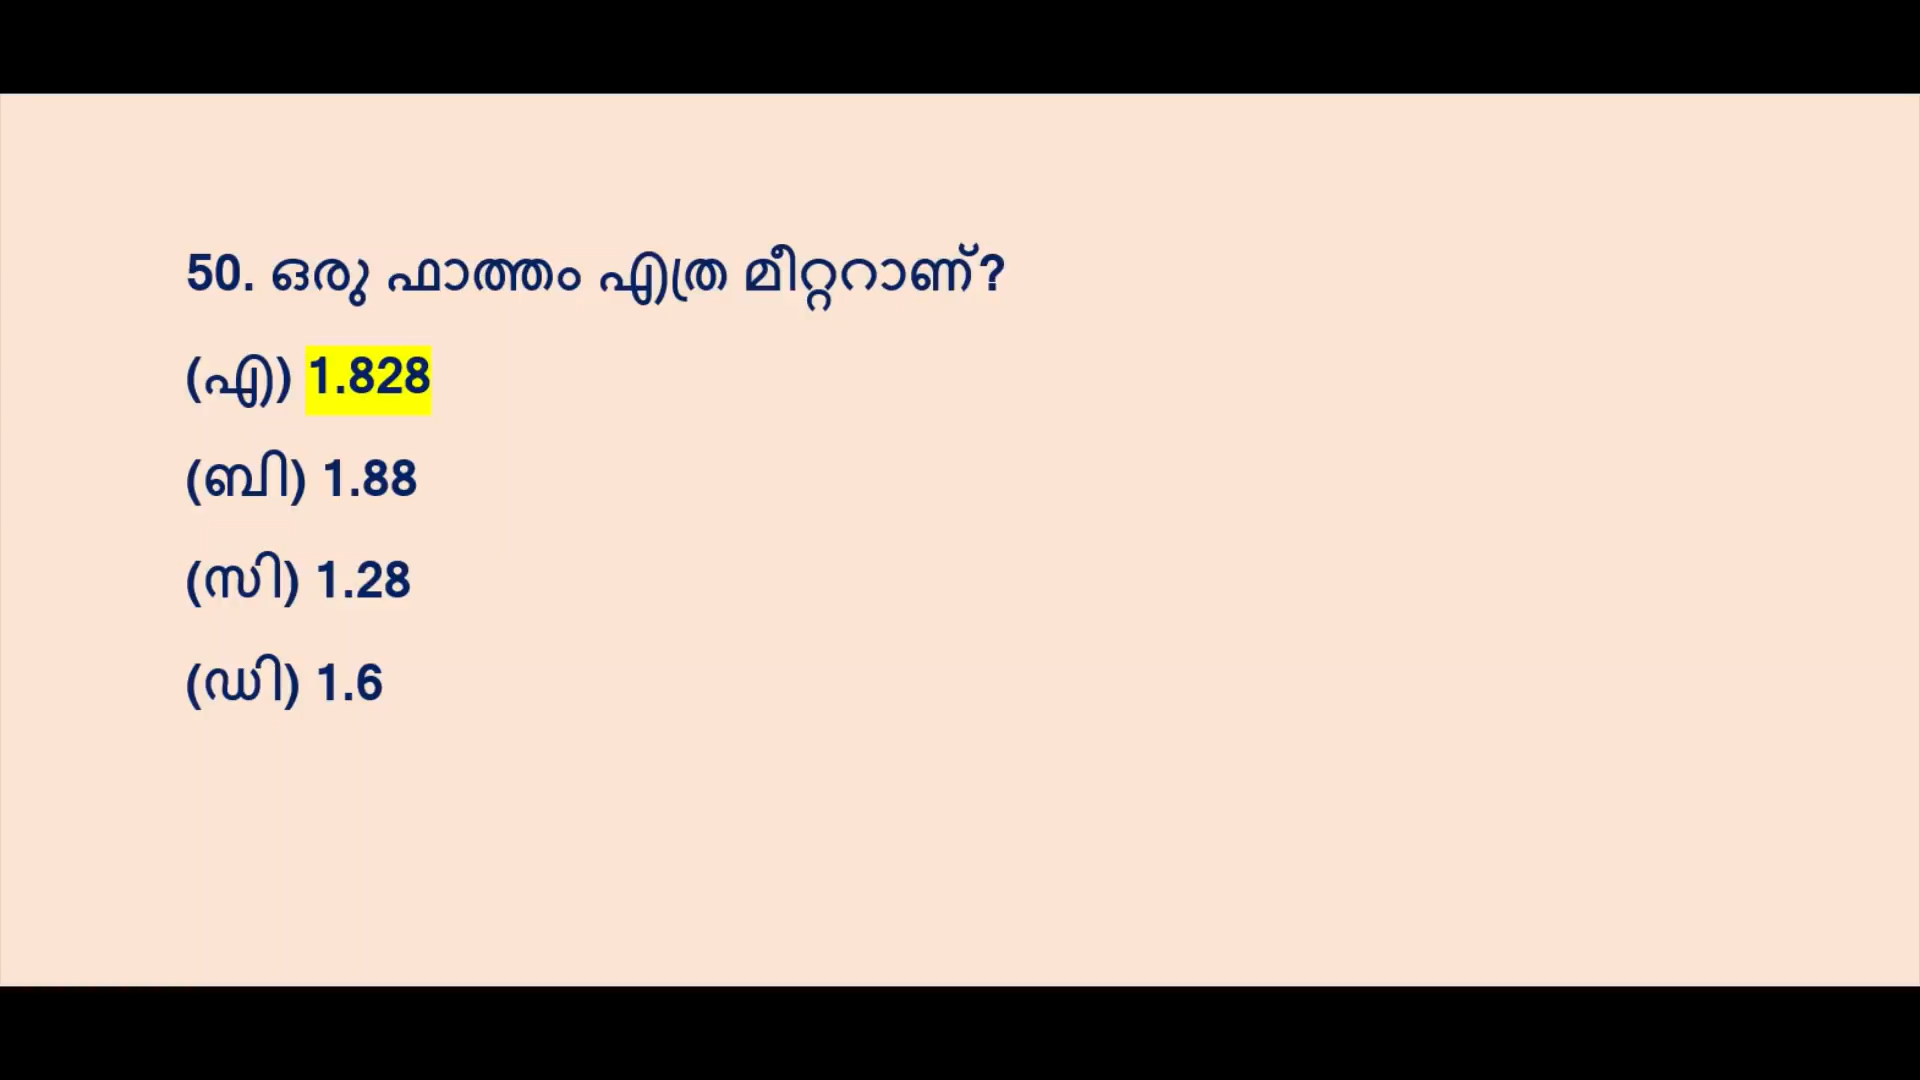 50. ഒരു ഫാത്തം എത്ര മീറ്ററാണ്?
(എ) 1.828
(ബി) 1.88
(സി) 1.28
(ഡി) 1.6